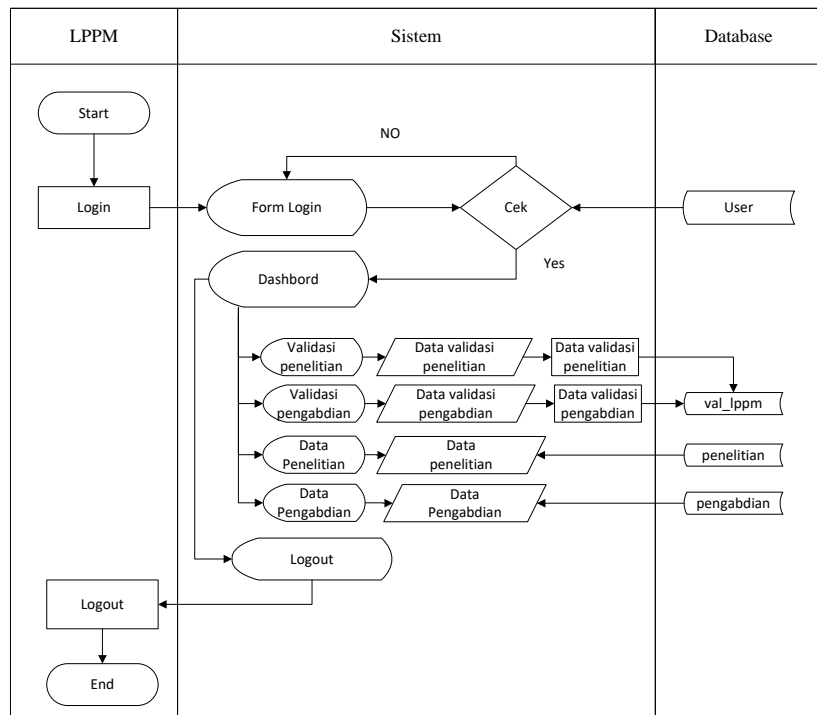 LPPM
Sistem
Database
Start
NO
Login
Form Login
Cek
User
Yes
Dashbord
Validasi
penelitian
Data validasi
penelitian
Data validasi
penelitian
Validasi
pengabdian
Data validasi
pengabdian
Data validasi
pengabdian
val_lppm
Data
Penelitian
Data
penelitian
penelitian
Data
Pengabdian
Data
Pengabdian
pengabdian
Logout
Logout
End